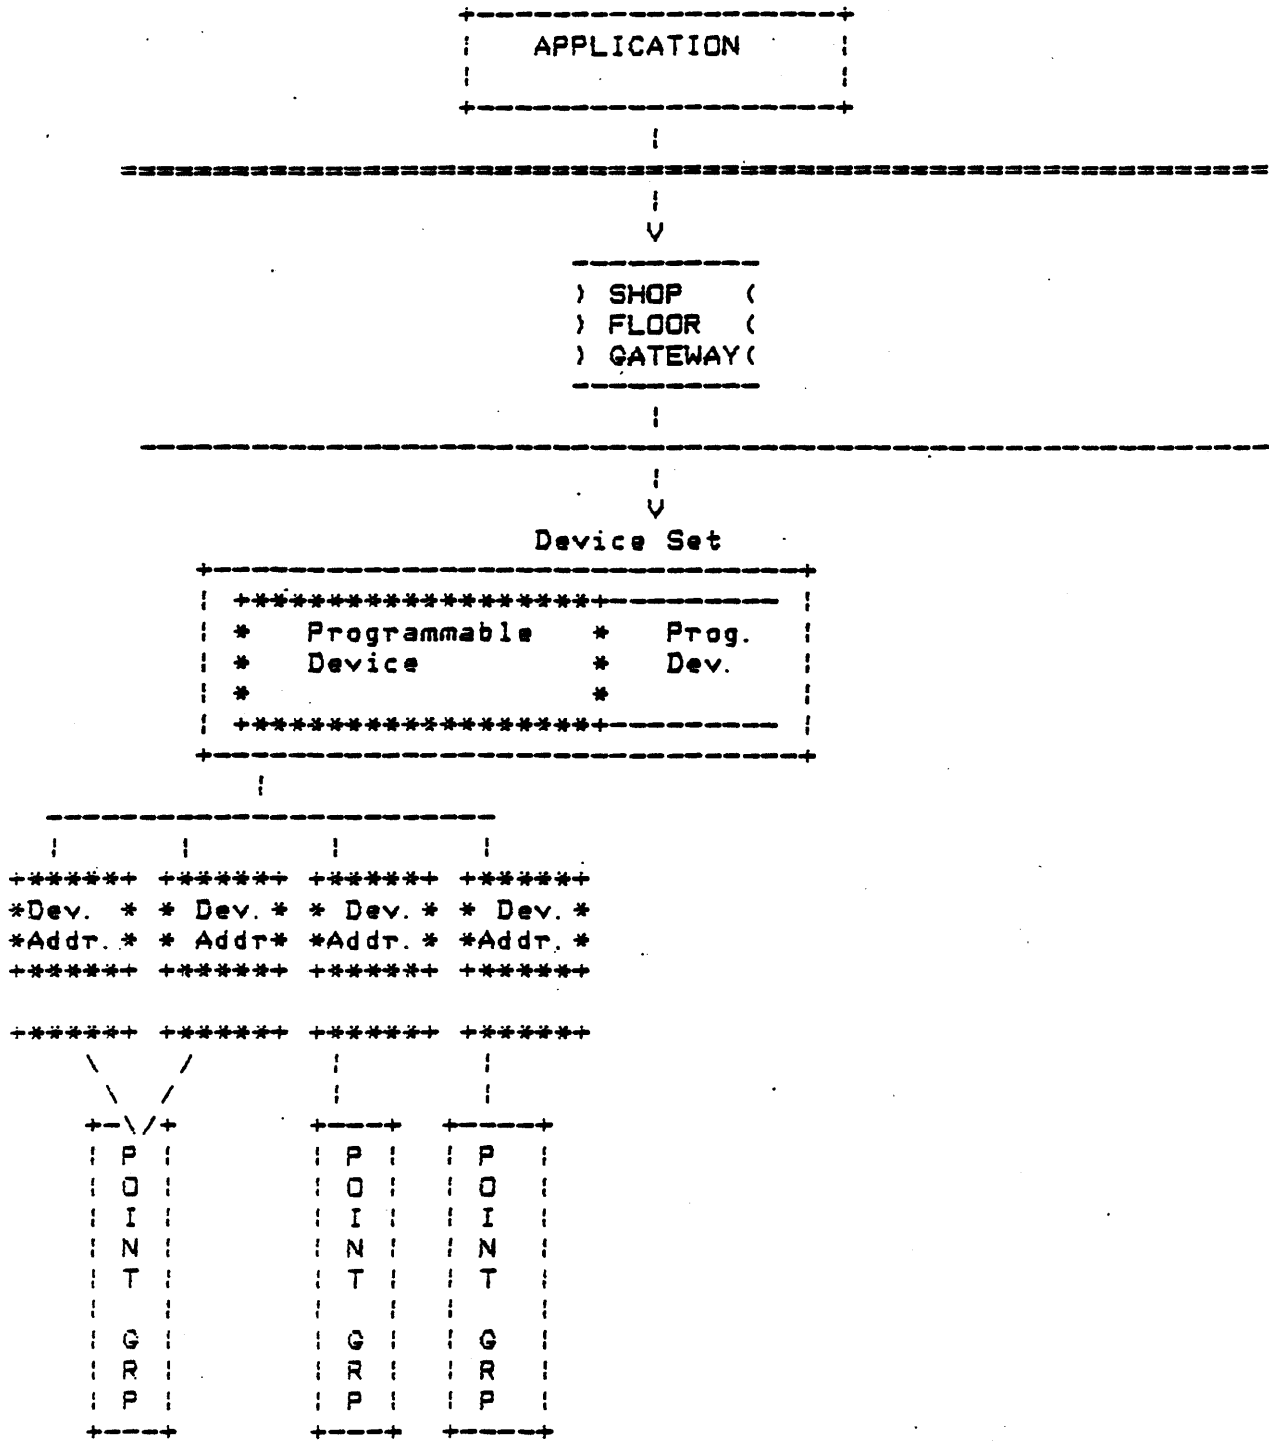 APPLICATION
SHOP
FLOOR
GATEWAY
Device Set
Programmable Prog.
Device Dev.
Dev. Dev. Dev. Dev.
Addr. Addr Addr. Addr.
P P P
O O O
I I I
N N N
T T T
G G G
R R R
P P P